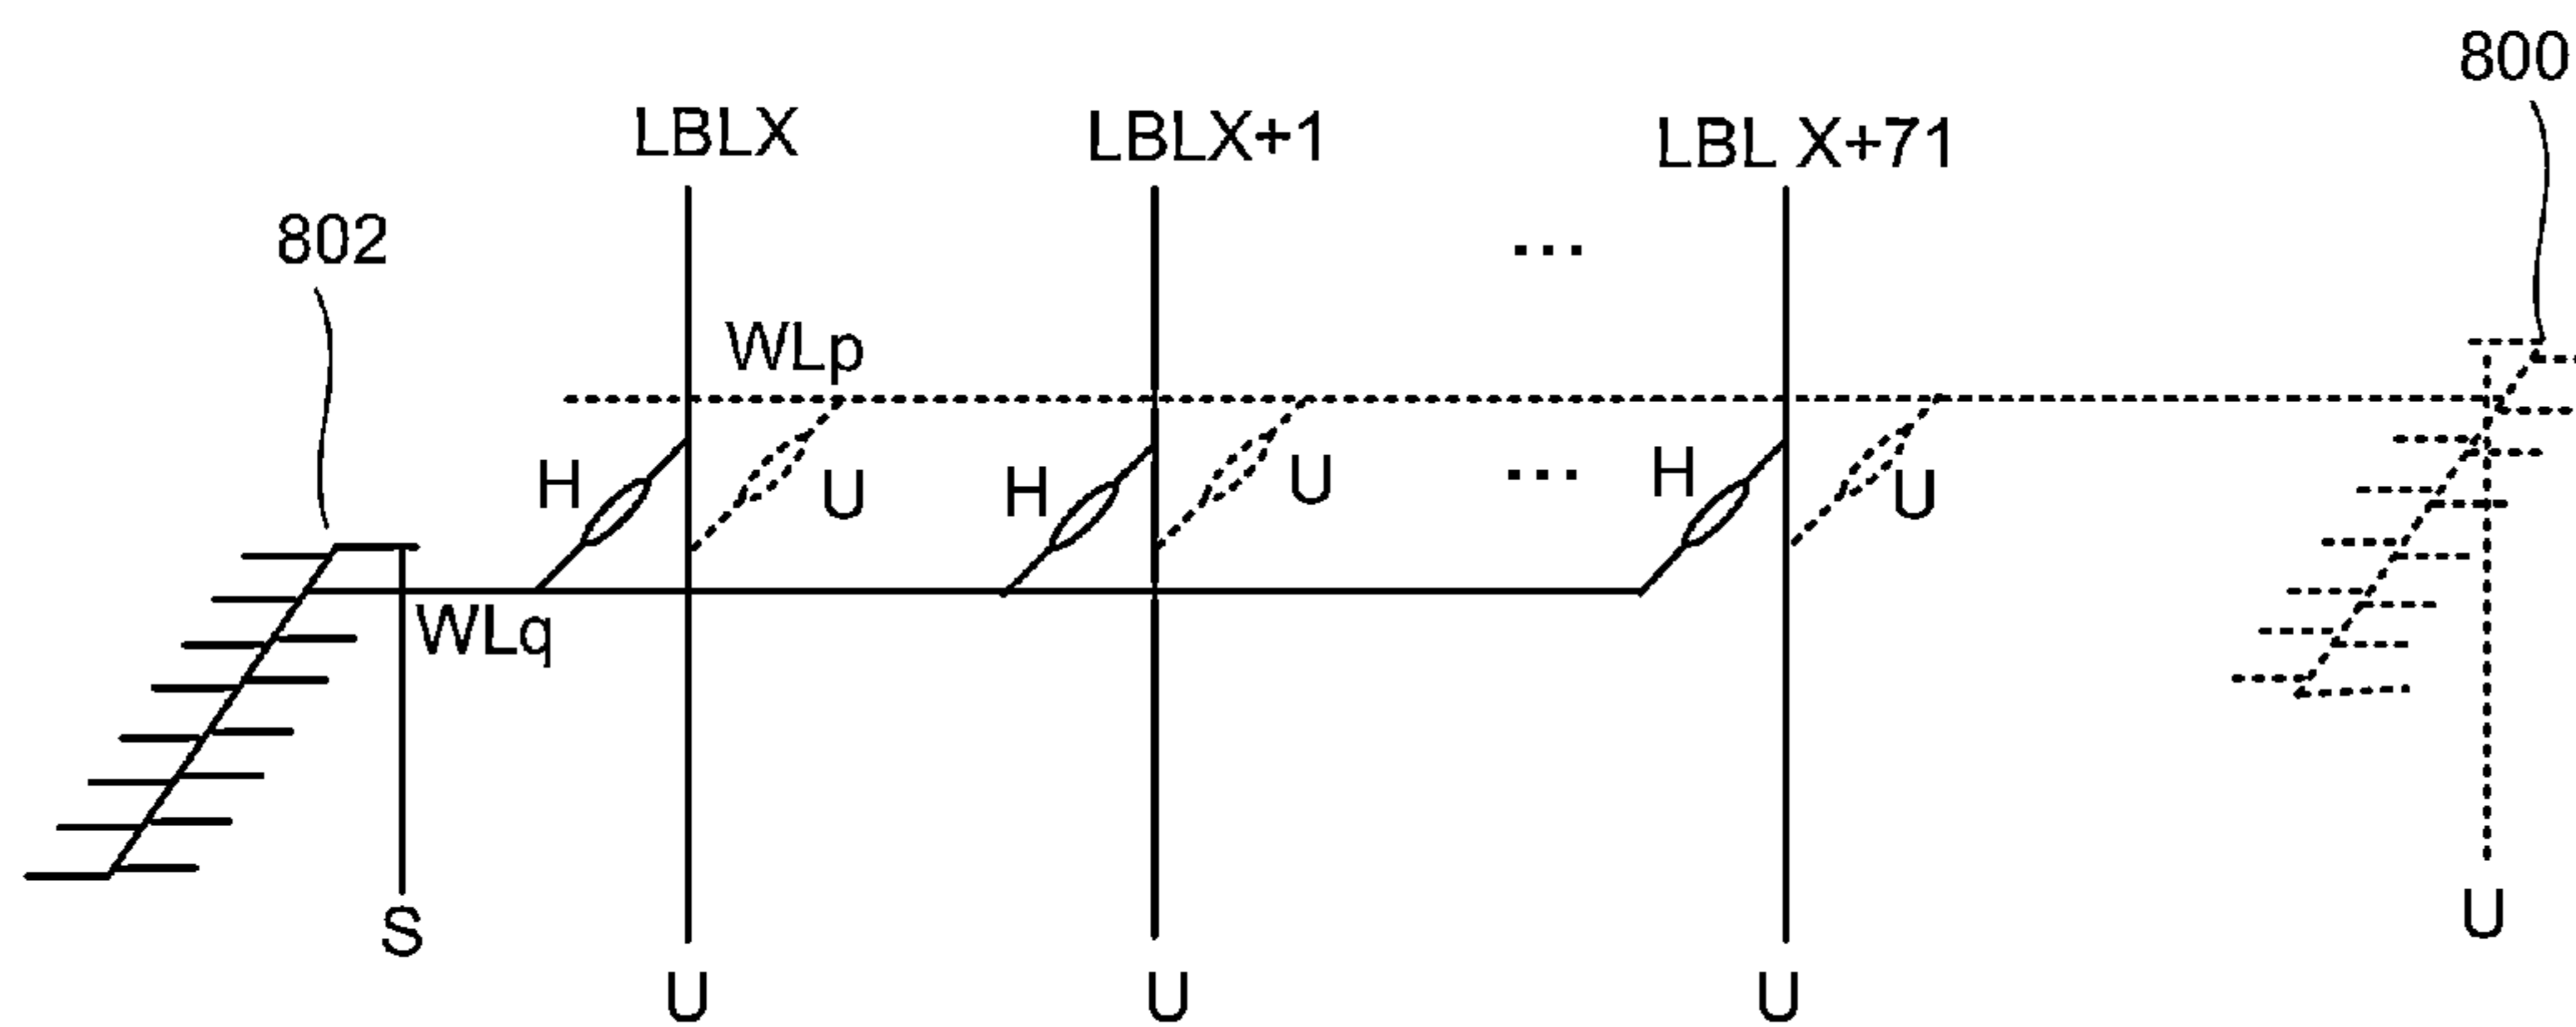 800
LBLX LBLX+1 LBL X+71
802
...
WLp
H U H U ... H U
WLq
S U
U U U